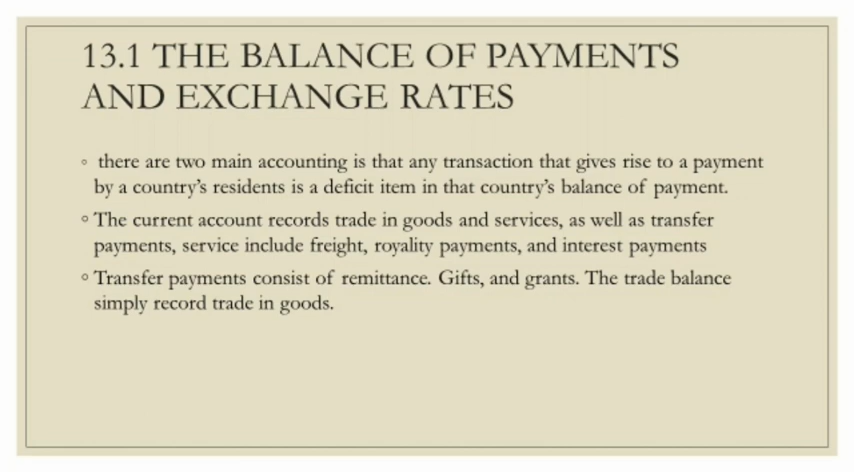 13.1 THE BALANCE OF PAYMENTS
AND EXCHANGE RATES
◦ there are two main accounting is that any transaction that gives rise to a payment
by a country's residents is a deficit item in that country's balance of payment.
◦ The current account records trade in goods and services, as well as transfer
payments, service include freight, royality payments, and interest payments
◦ Transfer payments consist of remittance. Gifts, and grants. The trade balance
simply record trade in goods.